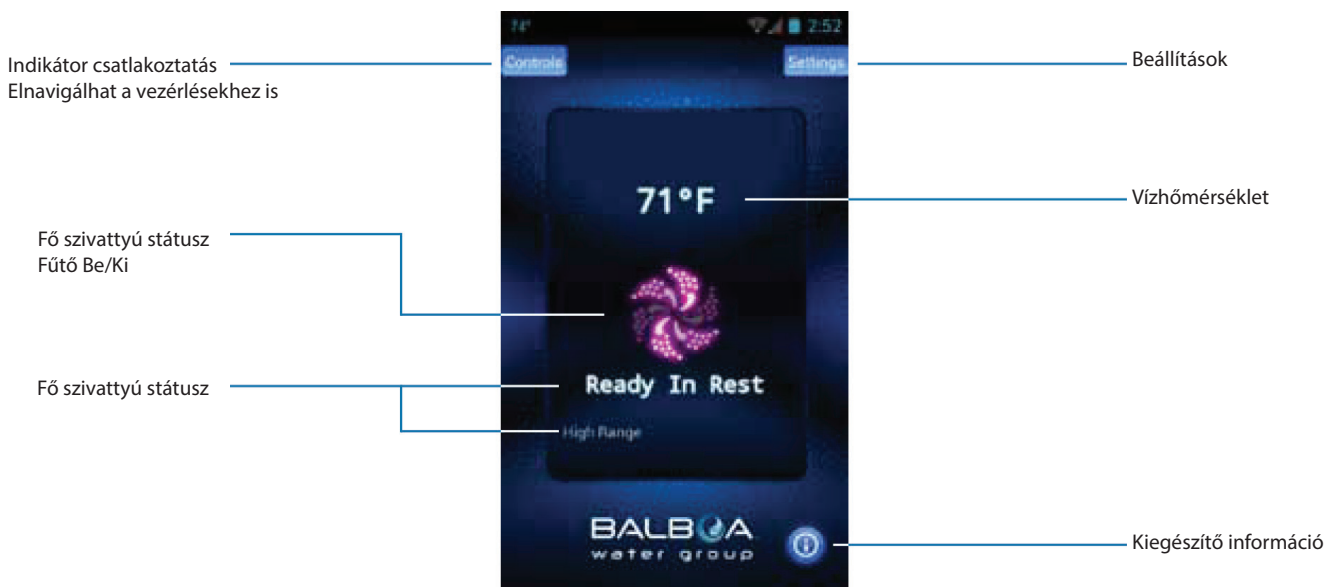 74°
2:52
Controls
Settings
Indikátor csatlakoztatás
Elnavigálhat a vezérlésekhez is
Beállítások
71°F
Vízhőmérséklet
Fő szivattyú státusz
Fűtő Be/Ki
Ready In Rest
Fő szivattyú státusz
High Range
BALBOA
water group
Kiegészítő információ